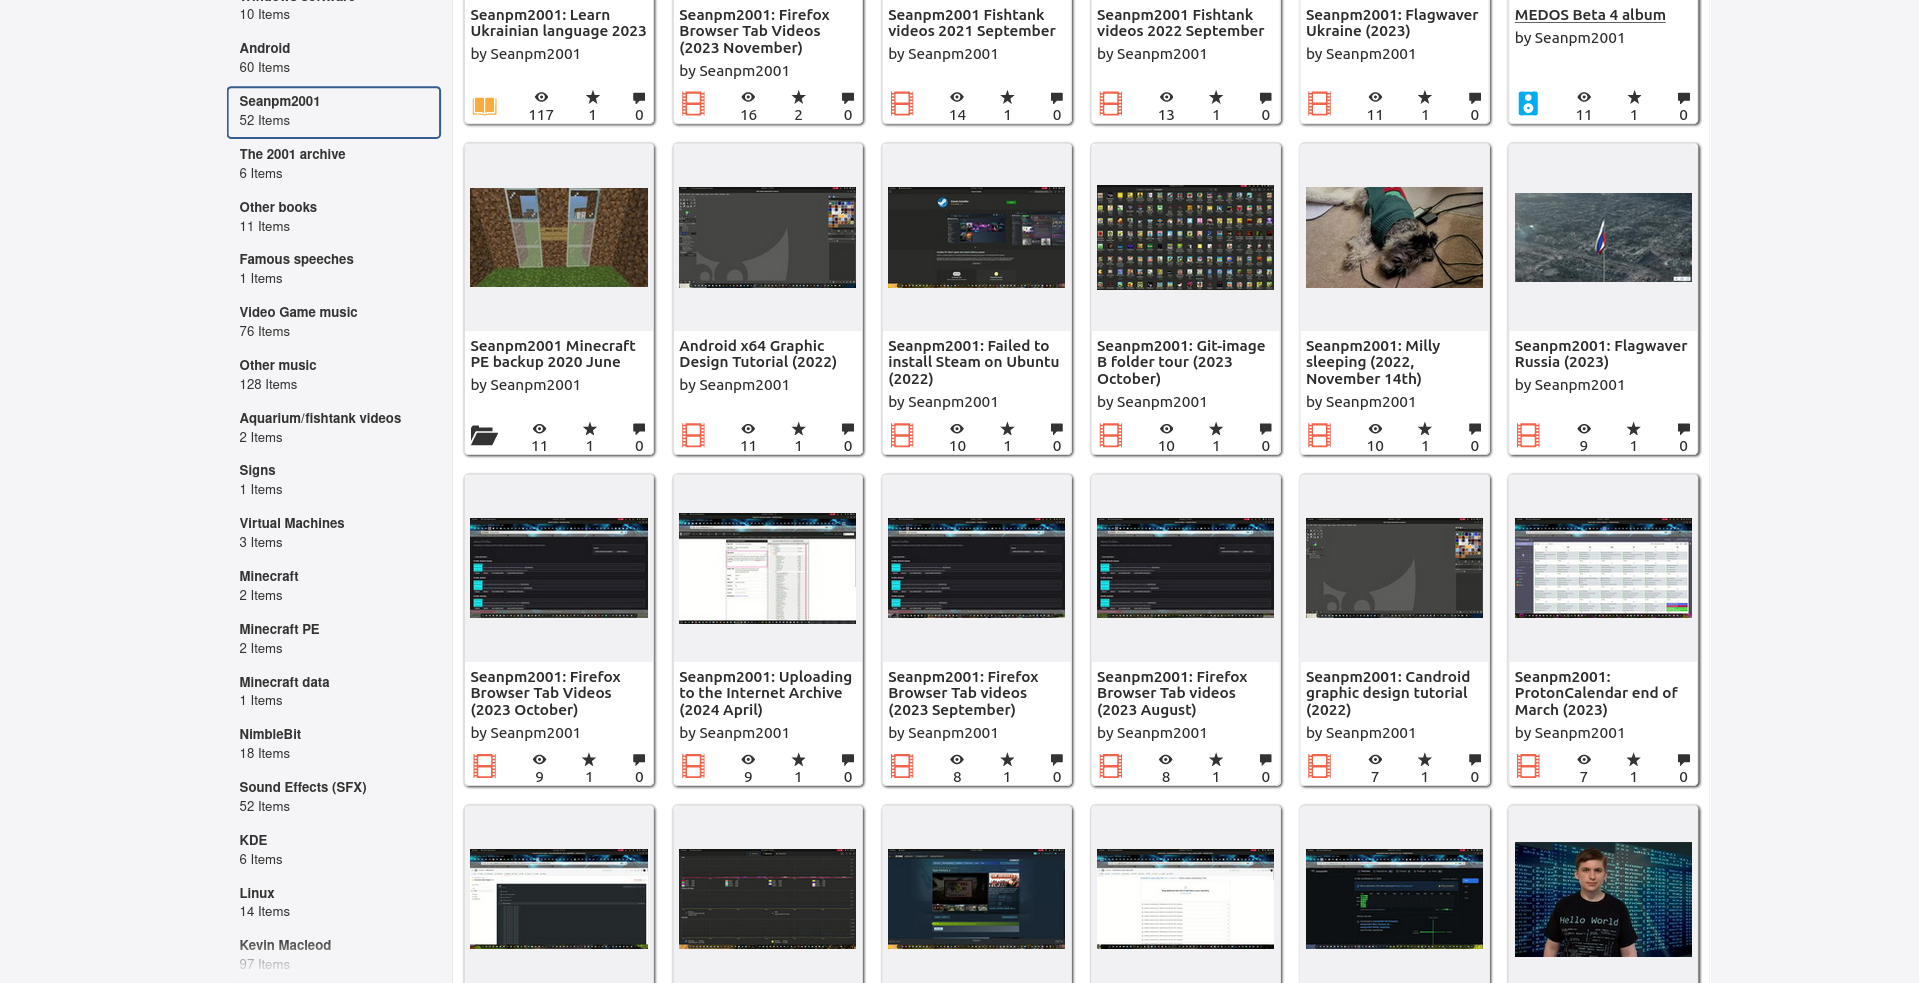 10 Items
Android
60 Items
Seanpm2001
52 Items
The 2001 archive
6 Items
Other books
11 Items
Famous speeches
1 Items
Video Game music
76 Items
Other music
128 Items
Aquarium/fishtank videos
2 Items
Signs
1 Items
Virtual Machines
3 Items
Minecraft
2 Items
Minecraft PE
2 Items
Minecraft data
1 Items
NimbleBit
18 Items
Sound Effects (SFX)
52 Items
KDE
6 Items
Linux
14 Items
Kevin Macleod
97 Items
Seanpm2001: Learn
Ukrainian language 2023
by Seanpm2001
117 1 0
Seanpm2001: Firefox
Browser Tab Videos
(2023 November)
by Seanpm2001
16 2 0
Seanpm2001 Fishtank
videos 2021 September
by Seanpm2001
14 1 0
Seanpm2001 Fishtank
videos 2022 September
by Seanpm2001
13 1 0
Seanpm2001: Flagwaver
Ukraine (2023)
by Seanpm2001
11 1 0
MEDOS Beta 4 album
by Seanpm2001
11 1 0
Seanpm2001 Minecraft
PE backup 2020 June
by Seanpm2001
11 1 0
Android x64 Graphic
Design Tutorial (2022)
by Seanpm2001
11 1 0
Seanpm2001: Failed to
install Steam on Ubuntu
(2022)
by Seanpm2001
10 1 0
Seanpm2001: Git-image
B folder tour (2023
October)
by Seanpm2001
10 1 0
Seanpm2001: Milly
sleeping (2022,
November 14th)
by Seanpm2001
10 1 0
Seanpm2001: Flagwaver
Russia (2023)
by Seanpm2001
9 1 0
Seanpm2001: Firefox
Browser Tab Videos
(2023 October)
by Seanpm2001
9 1 0
Seanpm2001: Uploading
to the Internet Archive
(2024 April)
by Seanpm2001
9 1 0
Seanpm2001: Firefox
Browser Tab videos
(2023 September)
by Seanpm2001
8 1 0
Seanpm2001: Firefox
Browser Tab videos
(2023 August)
by Seanpm2001
8 1 0
Seanpm2001: Candroid
graphic design tutorial
(2022)
by Seanpm2001
7 1 0
Seanpm2001:
ProtonCalendar end of
March (2023)
by Seanpm2001
7 1 0
Hello World